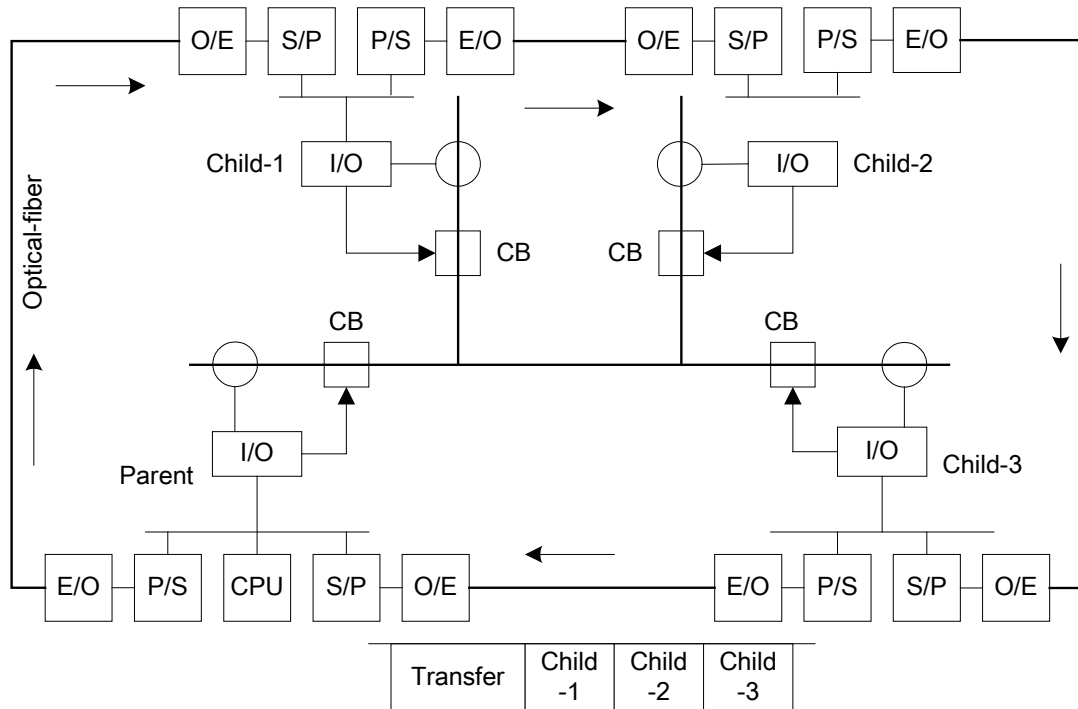 O/E S/P P/S E/O O/E S/P P/S E/O
Child-1 I/O I/O Child-2
CB CB
Optical-fiber
CB CB
I/O I/O
Parent Child-3
E/O P/S CPU S/P O/E E/O P/S S/P O/E
Transfer Child Child Child
-1 -2 -3